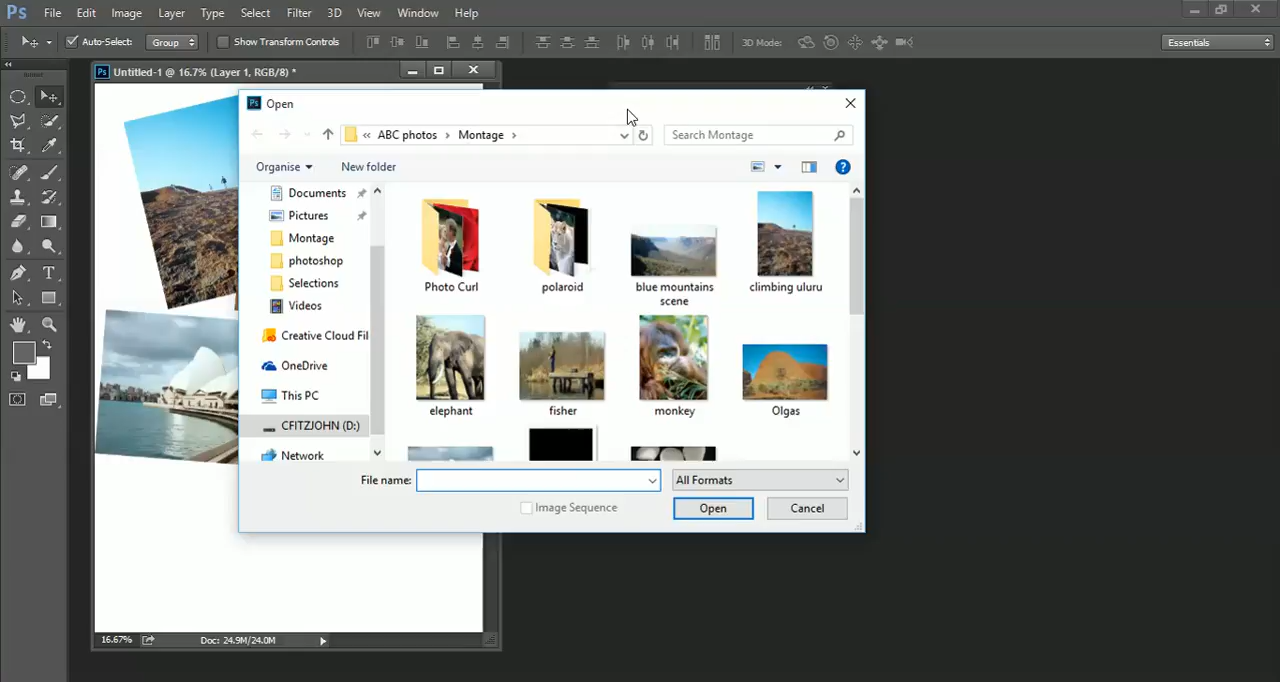 Ps File Edit Image Layer Type Select Filter 3D View Window Help
Auto-Select: Group Show Transform Controls 3D Mode: Essentials
Ps Untitled-1 @ 16.7% (Layer 1, RGB/8) *
Ps Open
« ABC photos › Montage › Search Montage
Organise New folder
Documents
Pictures
Montage
photoshop
Selections
Videos
Creative Cloud Fil
OneDrive
This PC
CFITZJOHN (D:)
Network
Photo Curl polaroid blue mountains scene climbing uluru
elephant fisher monkey Olgas
File name: All Formats
Image Sequence Open Cancel
16.67% Doc: 24.9M/24.0M